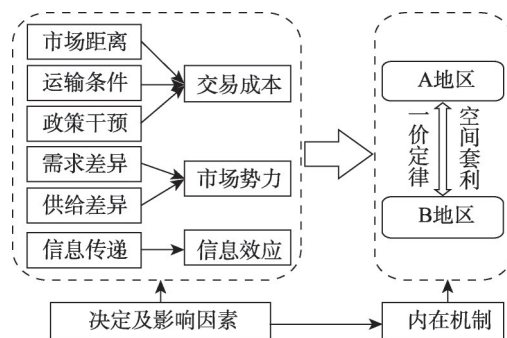 市场距离
运输条件
政策干预
需求差异
供给差异
信息传递
交易成本
市场势力
信息效应
A地区
一价定律
空间套利
B地区
决定及影响因素
内在机制